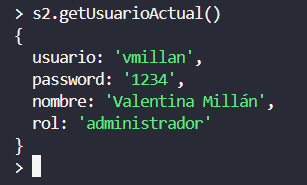 > s2.getUsuarioActual()
{
  usuario: 'vmillan',
  password: '1234',
  nombre: 'Valentina Millán',
  rol: 'administrador'
}
>